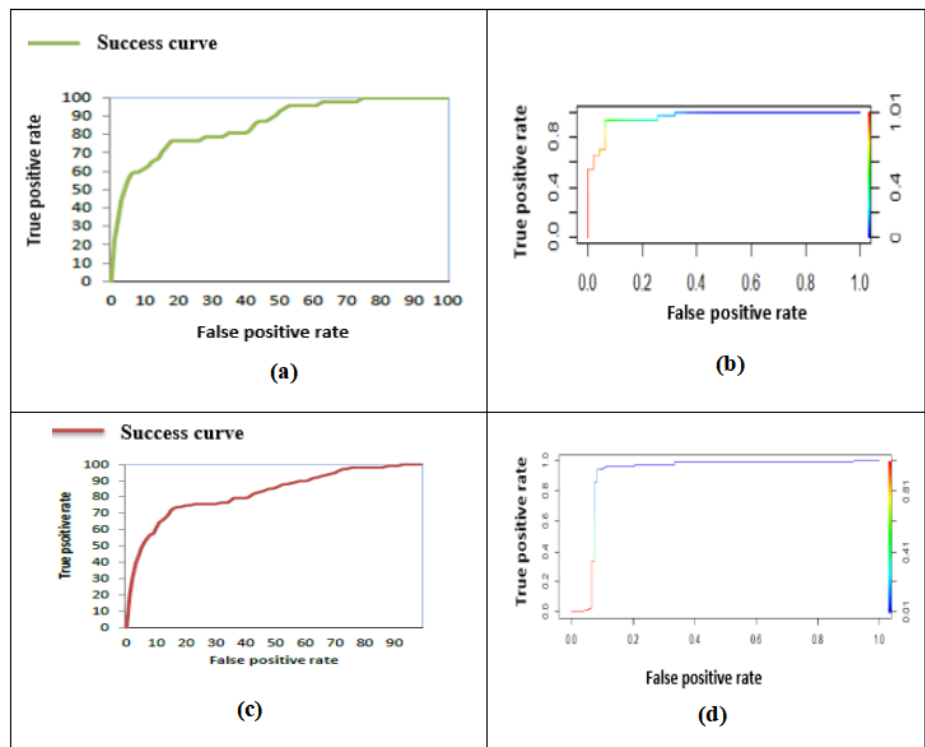 Success curve
True positive rate
100
90
80
70
60
50
40
30
20
10
0
0 10 20 30 40 50 60 70 80 90 100
False positive rate
(a)
True positive rate
0.8
0.4
0.0
1.01
0.4
0
0.0 0.2 0.4 0.6 0.8 1.0
False positive rate
(b)
Success curve
True psoitive rate
100
90
80
70
60
50
40
30
20
10
0
0 10 20 30 40 50 60 70 80 90
False positive rate
(c)
True positive rate
1.0
0.8
0.6
0.4
0.2
0.0
0.81
0.41
0.01
0.0 0.2 0.4 0.6 0.8 1.0
False positive rate
(d)